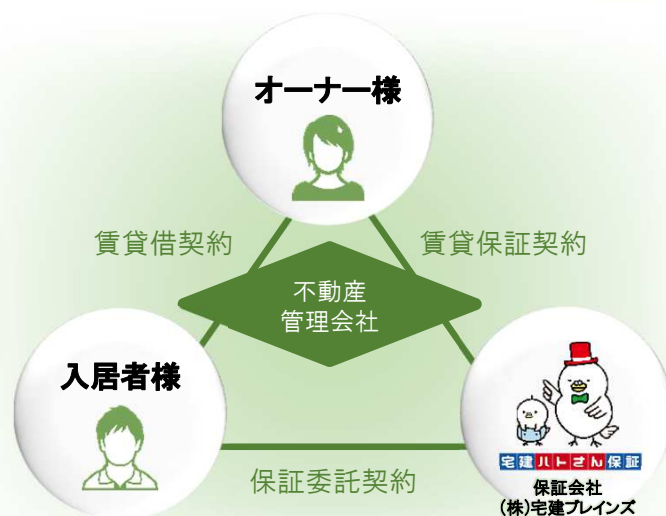 オーナー様
賃貸借契約
賃貸保証契約
不動産
管理会社
入居者様
宅建ハトさん保証
保証会社
(株)宅建ブレインズ
保証委託契約